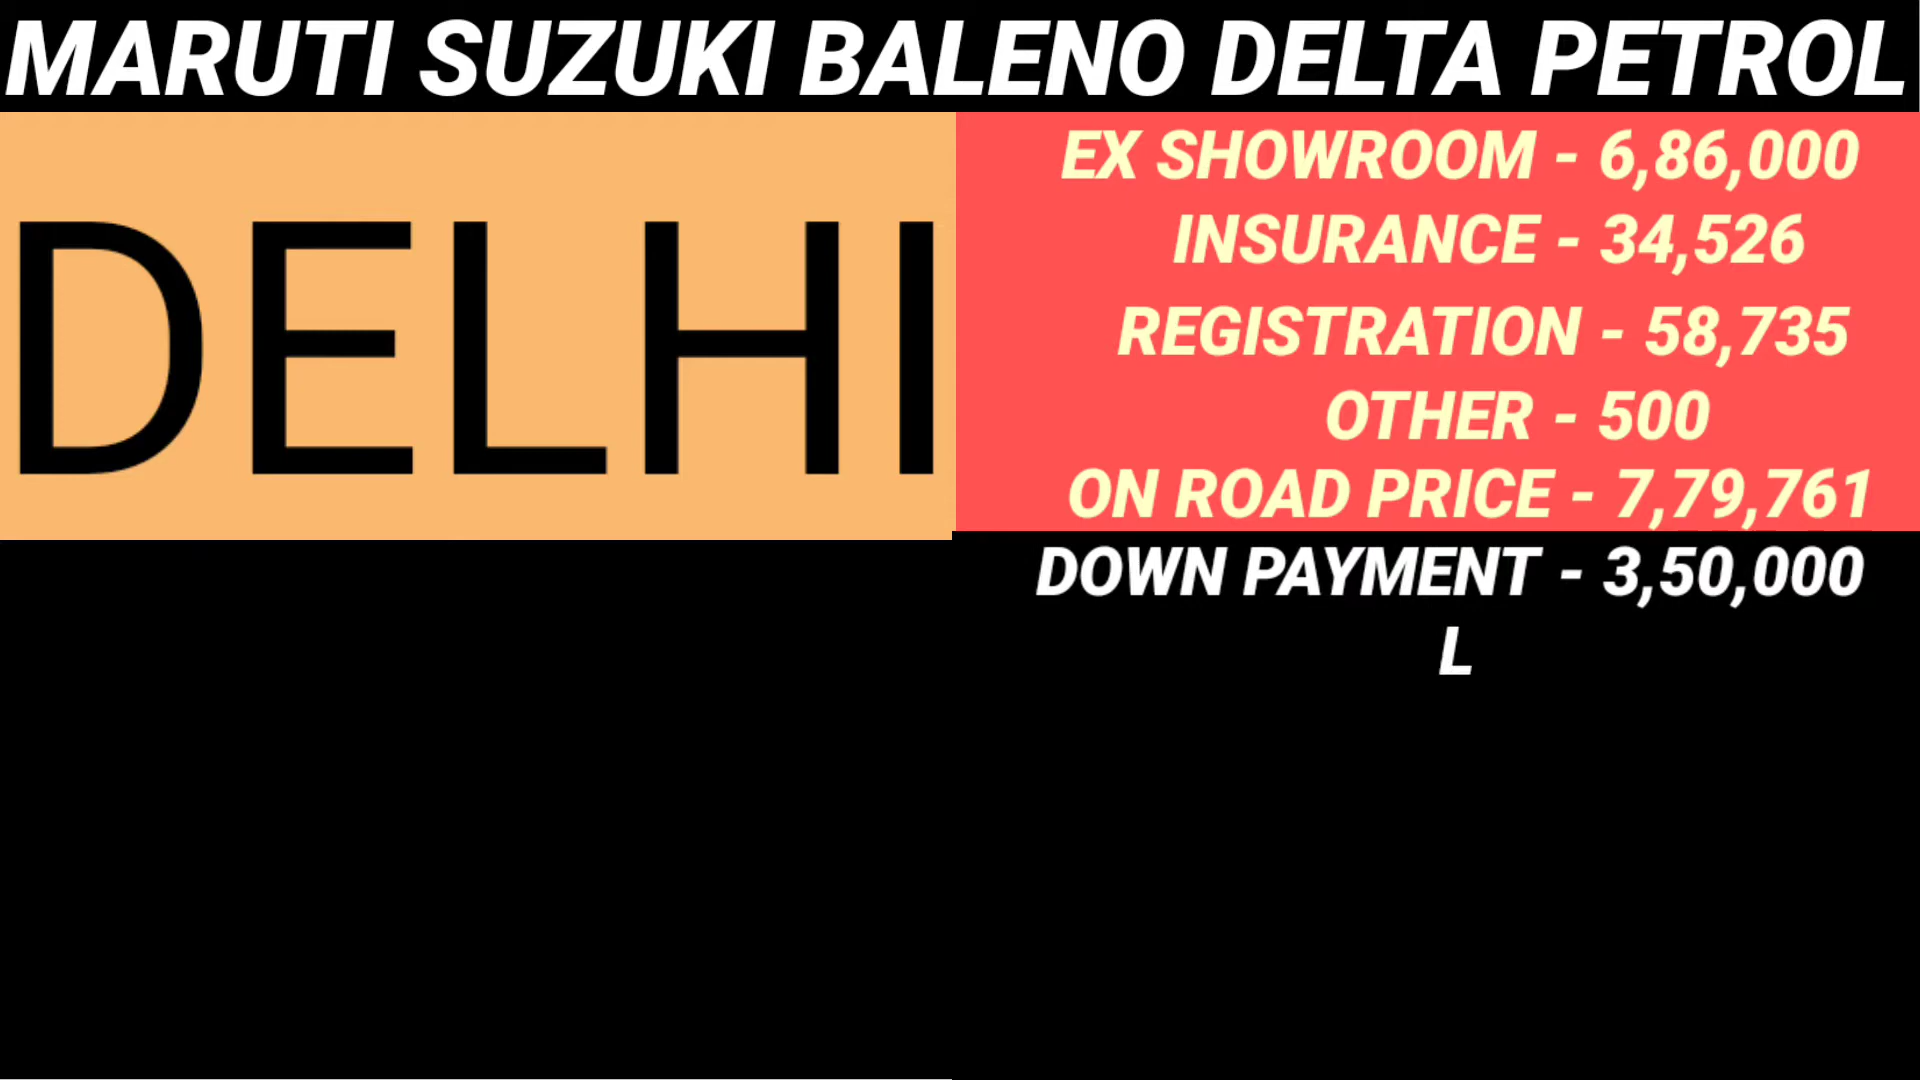 MARUTI SUZUKI BALENO DELTA PETROL
DELHI
EX SHOWROOM - 6,86,000
INSURANCE - 34,526
REGISTRATION - 58,735
OTHER - 500
ON ROAD PRICE - 7,79,761
DOWN PAYMENT - 3,50,000
L